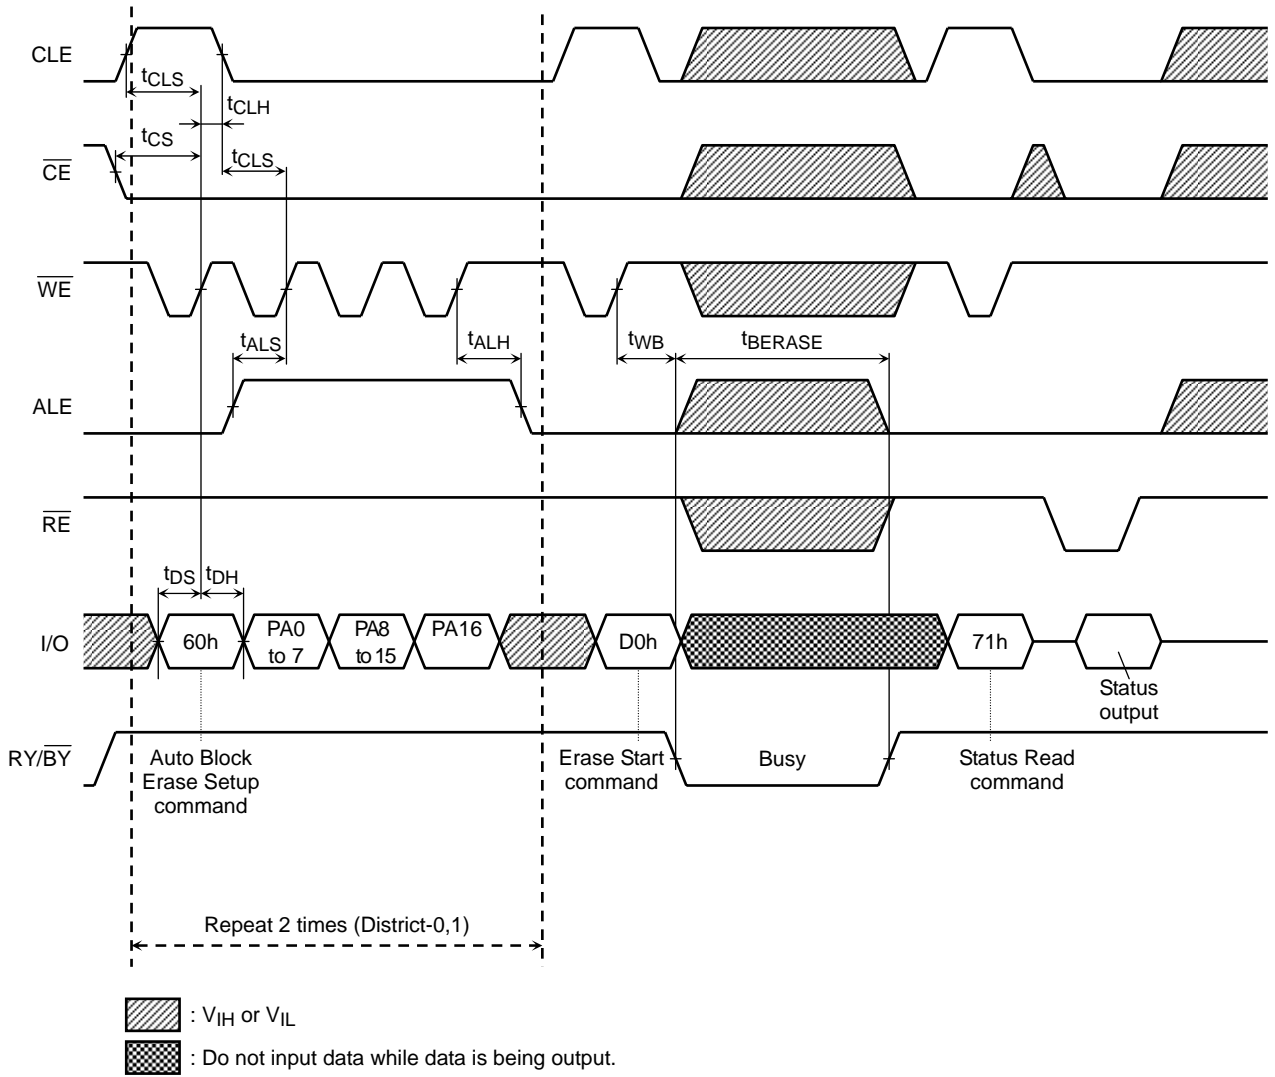 CLE
tCLS
tCLH
tCS
tCLS
CE
WE
tALS
tALH
tWB
tBERASE
ALE
RE
tDS
tDH
I/O
60h
PA0
to 7
PA8
to 15
PA16
D0h
71h
Status
output
RY/BY
Auto Block
Erase Setup
command
Erase Start
command
Busy
Status Read
command
Repeat 2 times (District-0,1)
: VIH or VIL
: Do not input data while data is being output.